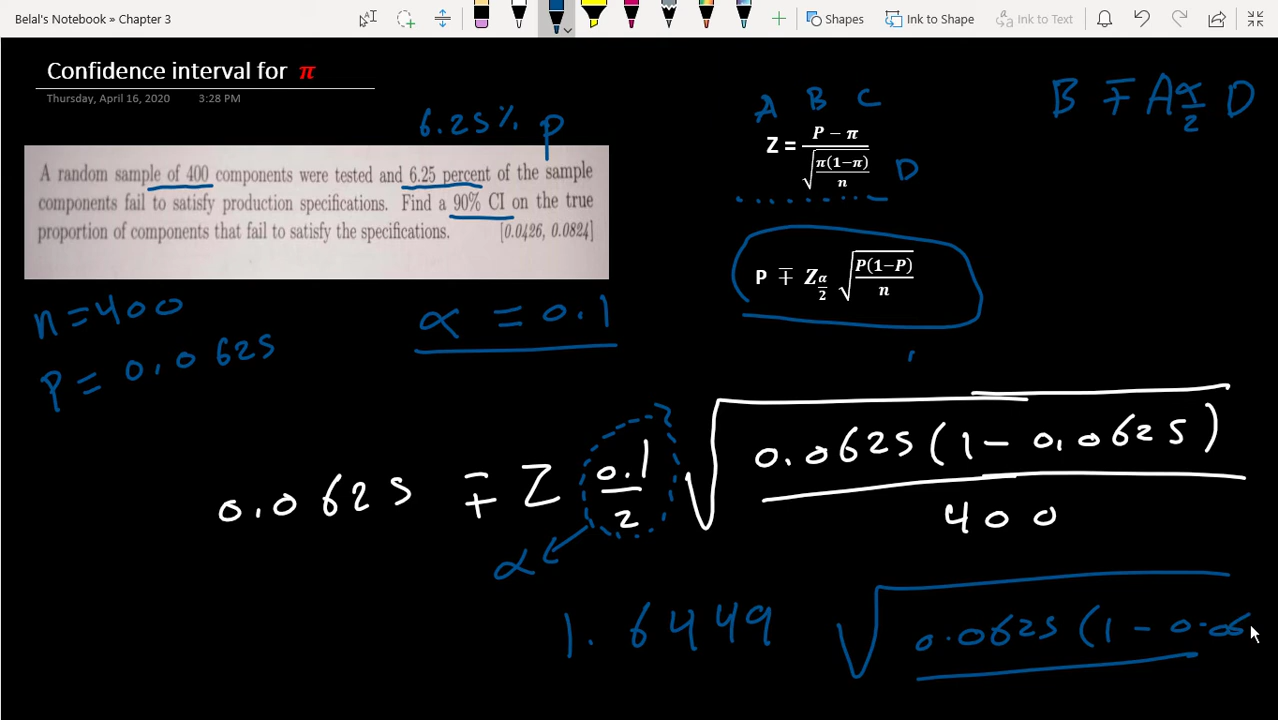 Belal's Notebook » Chapter 3
Shapes
Ink to Shape
Ink to Text
Confidence interval for π
Thursday, April 16, 2020 3:28 PM
6.25% p
A random sample of 400 components were tested and 6.25 percent of the sample
components fail to satisfy production specifications. Find a 90% CI on the true
proportion of components that fail to satisfy the specifications. [0.0426, 0.0824]
n=400
P = 0.0625
α = 0.1
A B C
Z = P − π / √(π(1−π)/n) D
B ∓ A α/2 D
P ∓ Zα/2 √(P(1−P)/n)
0.0625 ∓ Z 0.1/2 √(0.0625(1−0.0625)/400)
α
1.6449 √0.0625(1−0.06